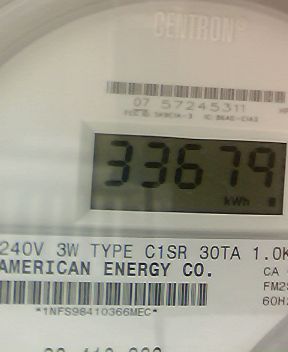 CENTRON®
07 57245311
33679
kWh
240V 3W TYPE C1SR 30TA 1.0K
AMERICAN ENERGY CO.
CA
FM2S
60HZ
*1NFS98410366MEC*